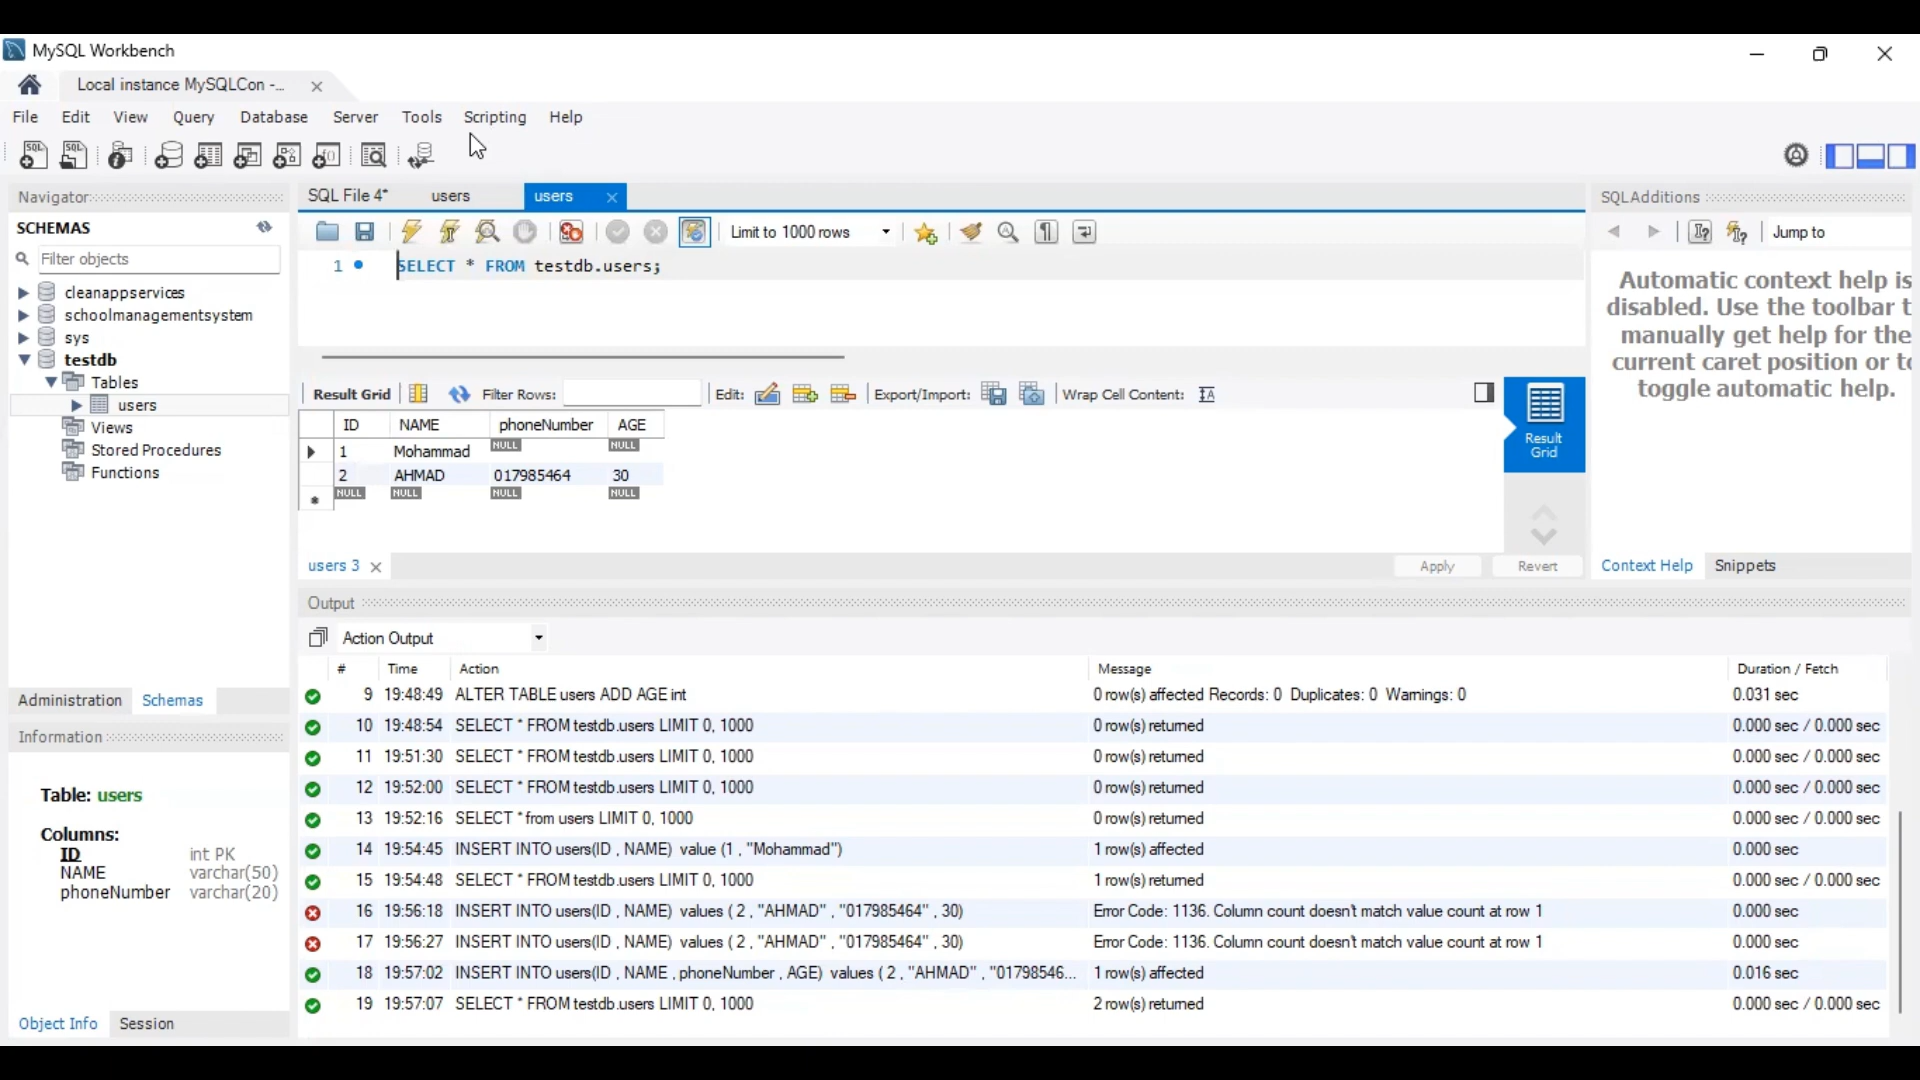 MySQL Workbench
Local instance MySQLCon -...
File Edit View Query Database Server Tools Scripting Help
Navigator
SCHEMAS
Filter objects
cleanappservices
schoolmanagementsystem
sys
testdb
Tables
users
Views
Stored Procedures
Functions
Administration Schemas
Information
Table: users
Columns:
ID int PK
NAME varchar(50)
phoneNumber varchar(20)
Object Info Session
SQL File 4* users users
Limit to 1000 rows
1 SELECT * FROM testdb.users;
Result Grid Filter Rows: Edit: Export/Import: Wrap Cell Content:
ID NAME phoneNumber AGE
1 Mohammad NULL NULL
2 AHMAD 017985464 30
NULL NULL NULL NULL
Result
Grid
users 3 Apply Revert
SQLAdditions
Jump to
Automatic context help is
disabled. Use the toolbar t
manually get help for the
current caret position or to
toggle automatic help.
Context Help Snippets
Output
Action Output
# Time Action Message Duration / Fetch
9 19:48:49 ALTER TABLE users ADD AGE int 0 row(s) affected Records: 0 Duplicates: 0 Warnings: 0 0.031 sec
10 19:48:54 SELECT * FROM testdb.users LIMIT 0, 1000 0 row(s) returned 0.000 sec / 0.000 sec
11 19:51:30 SELECT * FROM testdb.users LIMIT 0, 1000 0 row(s) returned 0.000 sec / 0.000 sec
12 19:52:00 SELECT * FROM testdb.users LIMIT 0, 1000 0 row(s) returned 0.000 sec / 0.000 sec
13 19:52:16 SELECT * from users LIMIT 0, 1000 0 row(s) returned 0.000 sec / 0.000 sec
14 19:54:45 INSERT INTO users(ID , NAME) value (1 , "Mohammad") 1 row(s) affected 0.000 sec
15 19:54:48 SELECT * FROM testdb.users LIMIT 0, 1000 1 row(s) returned 0.000 sec / 0.000 sec
16 19:56:18 INSERT INTO users(ID , NAME) values ( 2 , "AHMAD" , "017985464" , 30) Error Code: 1136. Column count doesn't match value count at row 1 0.000 sec
17 19:56:27 INSERT INTO users(ID , NAME) values ( 2 , "AHMAD" , "017985464" , 30) Error Code: 1136. Column count doesn't match value count at row 1 0.000 sec
18 19:57:02 INSERT INTO users(ID , NAME , phoneNumber , AGE) values ( 2 , "AHMAD" , "01798546... 1 row(s) affected 0.016 sec
19 19:57:07 SELECT * FROM testdb.users LIMIT 0, 1000 2 row(s) returned 0.000 sec / 0.000 sec